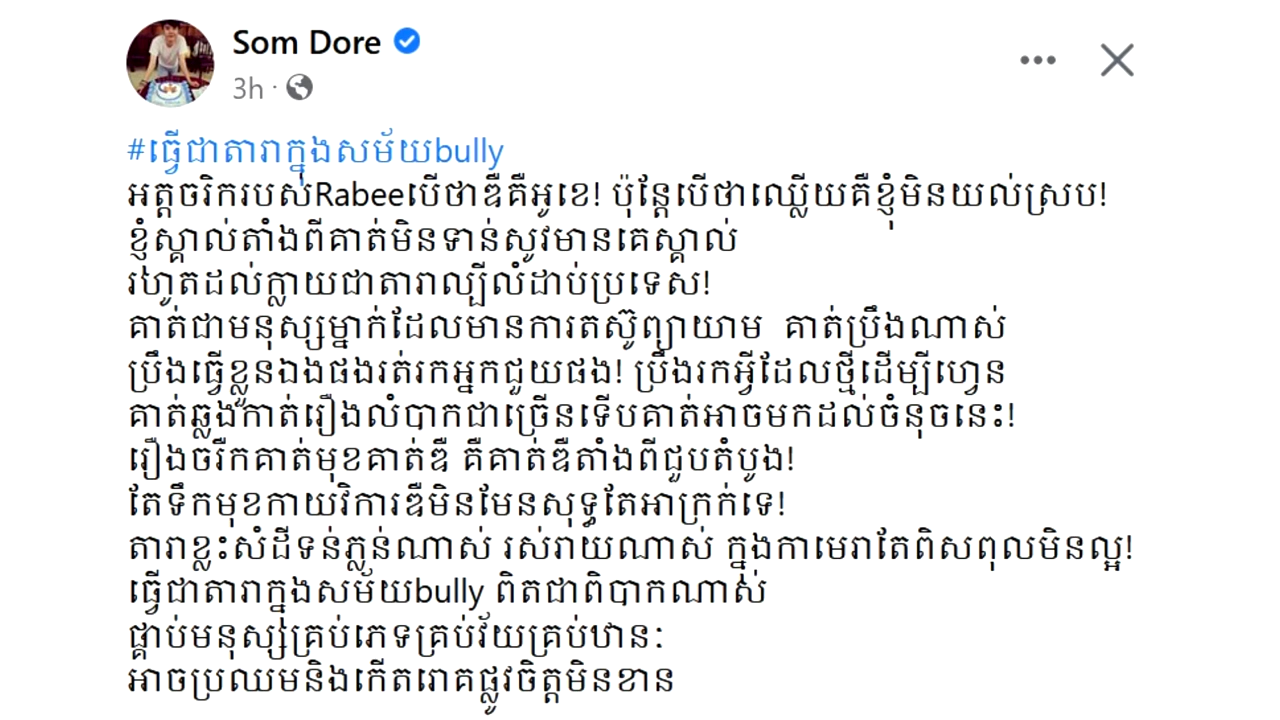 Som Dore
3h ·
#ធ្វើជាតារាក្នុងសម័យbully
អត្តចរិករបស់Rabeeបើថាឌឺគឺអូខេ! ប៉ុន្តែបើថាឈ្លើយគឺខ្ញុំមិនយល់ស្រប!
ខ្ញុំស្គាល់តាំងពីគាត់មិនទាន់សូវមានគេស្គាល់
រហូតដល់ក្លាយជាតារាល្បីលំដាប់ប្រទេស!
គាត់ជាមនុស្សម្នាក់ដែលមានការតស៊ូព្យាយាម គាត់ប្រឹងណាស់
ប្រឹងធ្វើខ្លួនឯងផងរត់រកអ្នកជួយផង! ប្រឹងរកអ្វីដែលថ្មីដើម្បីហ្វេន
គាត់ឆ្លងកាត់រឿងលំបាកជាច្រើនទើបគាត់អាចមកដល់ចំនុចនេះ!
រឿងចរឹកគាត់មុខគាត់ឌឺ គឺគាត់ឌឺតាំងពីជួបតំបូង!
តែទឹកមុខកាយវិការឌឺមិនមែនសុទ្ធតែអាក្រក់ទេ!
តារាខ្លះសំដីទន់ភ្លន់ណាស់ រស់រាយណាស់ ក្នុងកាមេរាតែពិសពុលមិនល្អ!
ធ្វើជាតារាក្នុងសម័យbully ពិតជាពិបាកណាស់
ផ្គាប់មនុស្សគ្រប់ភេទគ្រប់វ័យគ្រប់ឋានៈ
អាចប្រឈមនិងកើតរោគផ្លូវចិត្តមិនខាន